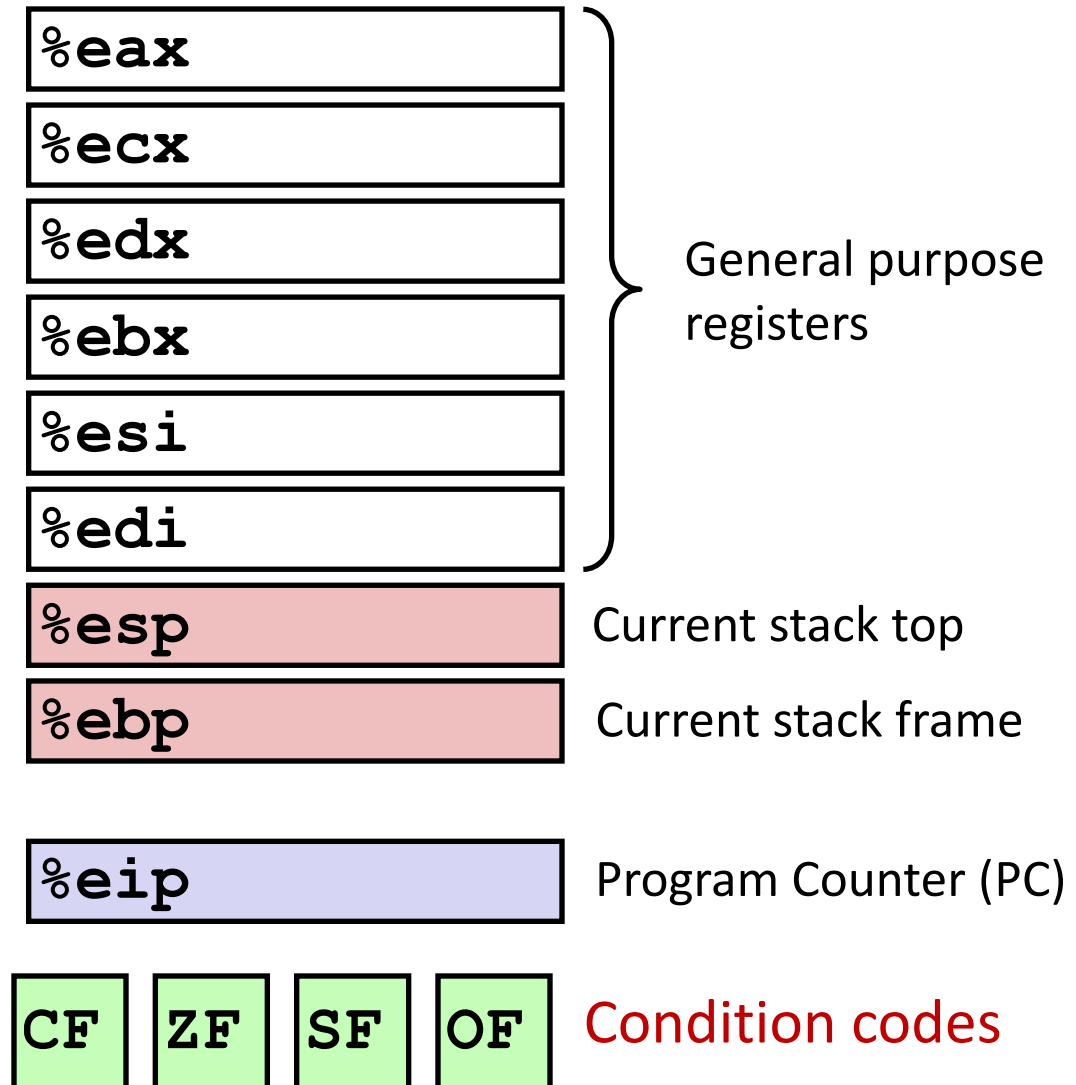 %eax
%ecx
%edx
General purpose
registers
%ebx
%esi
%edi
%esp
Current stack top
%ebp
Current stack frame
%eip
Program Counter (PC)
CF ZF SF OF
Condition codes